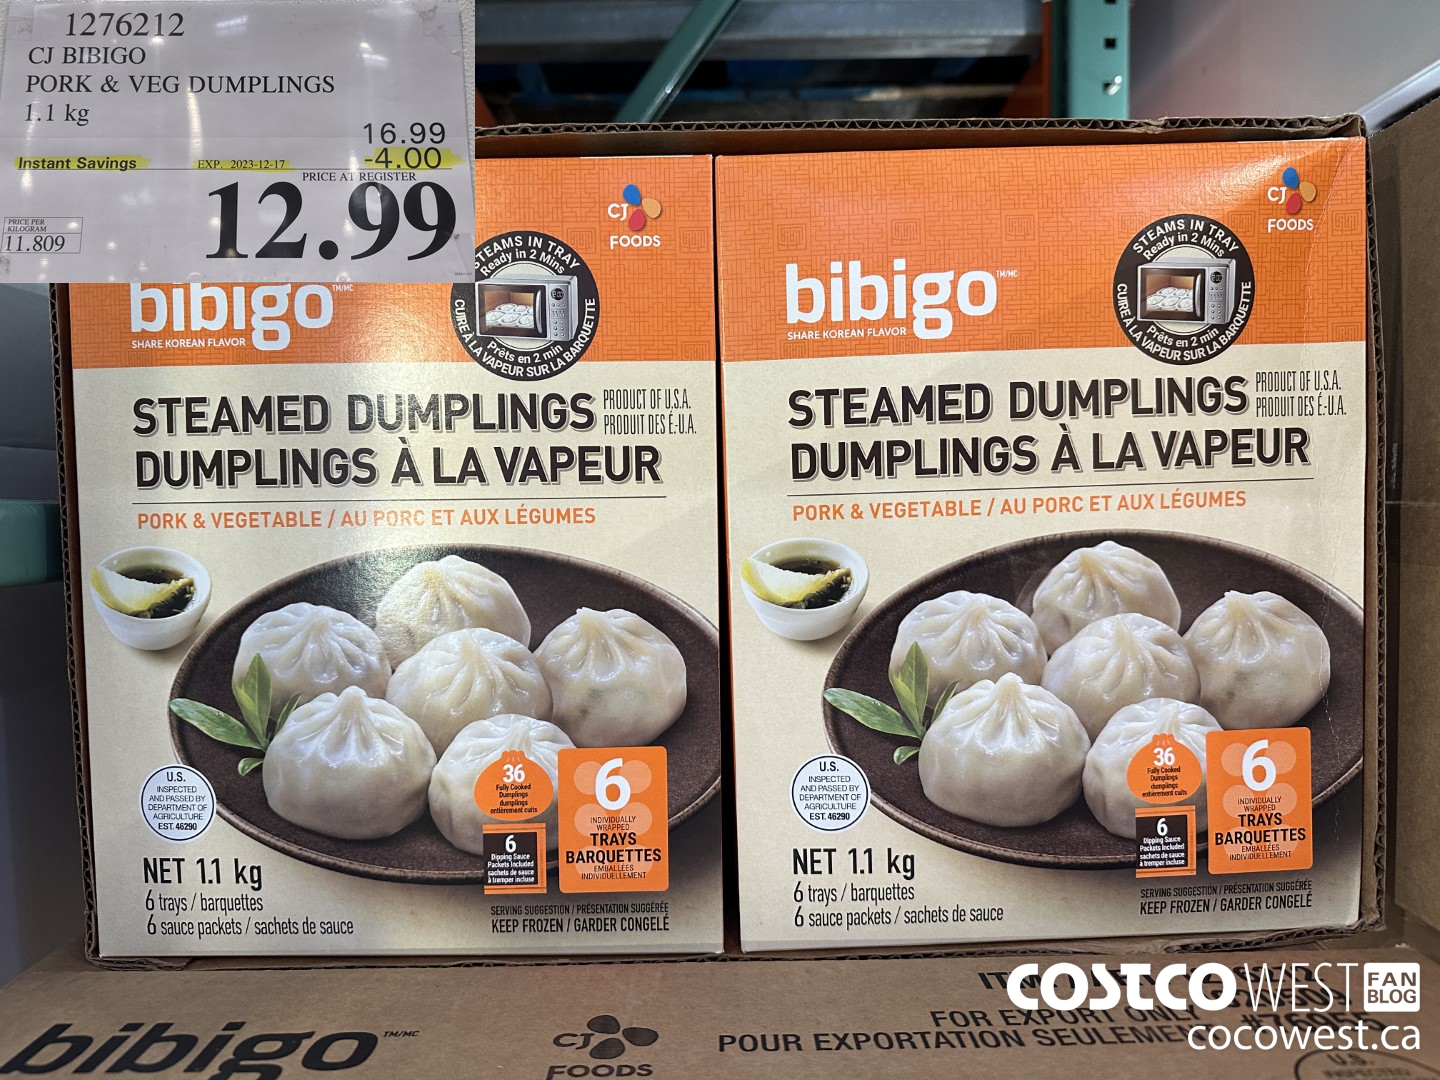 1276212
CJ BIBIGO
PORK & VEG DUMPLINGS
1.1 kg
16.99
Instant Savings EXP. 2023-12-17 -4.00
PRICE AT REGISTER
12.99
PRICE PER
KILOGRAM
11.809
CJ
FOODS
STEAMS IN TRAY
Ready in 2 Mins
Prêts en 2 min
CUIRE À LA VAPEUR SUR LA BARQUETTE
bibigo TM/MC
SHARE KOREAN FLAVOR
STEAMED DUMPLINGS
PRODUCT OF U.S.A.
PRODUIT DES É.-U.A.
DUMPLINGS À LA VAPEUR
PORK & VEGETABLE / AU PORC ET AUX LÉGUMES
U.S.
INSPECTED
AND PASSED BY
DEPARTMENT OF
AGRICULTURE
EST. 46290
36
Fully Cooked
Dumplings
dumplings
entièrement cuits
6
Dipping Sauce
Packets Included
sachets de sauce
à tremper incluse
6
INDIVIDUALLY
WRAPPED
TRAYS
BARQUETTES
EMBALLÉES
INDIVIDUELLEMENT
NET 1.1 kg
6 trays / barquettes
6 sauce packets / sachets de sauce
SERVING SUGGESTION / PRÉSENTATION SUGGÉRÉE
KEEP FROZEN / GARDER CONGELÉ
CJ
FOODS
STEAMS IN TRAY
Ready in 2 Mins
Prêts en 2 min
CUIRE À LA VAPEUR SUR LA BARQUETTE
bibigo TM/MC
SHARE KOREAN FLAVOR
STEAMED DUMPLINGS
PRODUCT OF U.S.A.
PRODUIT DES É.-U.A.
DUMPLINGS À LA VAPEUR
PORK & VEGETABLE / AU PORC ET AUX LÉGUMES
U.S.
INSPECTED
AND PASSED BY
DEPARTMENT OF
AGRICULTURE
EST. 46290
36
Fully Cooked
Dumplings
dumplings
entièrement cuits
6
Dipping Sauce
Packets Included
sachets de sauce
à tremper incluse
6
INDIVIDUALLY
WRAPPED
TRAYS
BARQUETTES
EMBALLÉES
INDIVIDUELLEMENT
NET 1.1 kg
6 trays / barquettes
6 sauce packets / sachets de sauce
SERVING SUGGESTION / PRÉSENTATION SUGGÉRÉE
KEEP FROZEN / GARDER CONGELÉ
bibigo TM/MC
CJ
FOODS
FOR EXPORT ONLY
POUR EXPORTATION
U.S.
COSTCO WEST FAN BLOG
cocowest.ca